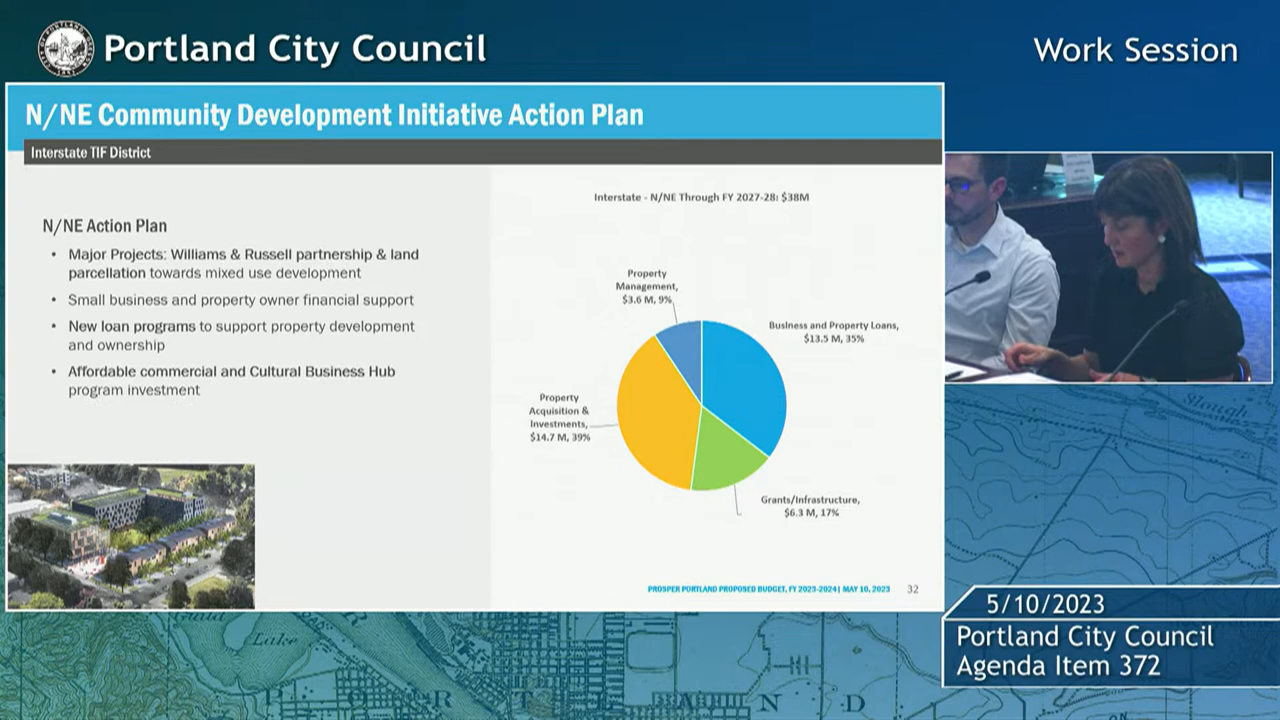 Portland City Council
Work Session
N/NE Community Development Initiative Action Plan
Interstate TIF District
N/NE Action Plan
• Major Projects: Williams & Russell partnership & land
parcellation towards mixed use development
• Small business and property owner financial support
• New loan programs to support property development
and ownership
• Affordable commercial and Cultural Business Hub
program investment
Interstate - N/NE Through FY 2027-28: $38M
Property
Management,
$3.6 M, 9%
Business and Property Loans,
$13.5 M, 35%
Property
Acquisition &
Investments,
$14.7 M, 39%
Grants/Infrastructure,
$6.3 M, 17%
PROSPER PORTLAND PROPOSED BUDGET, FY 2023-2024 | MAY 10, 2023
32
Slough
5/10/2023
Portland City Council
Agenda Item 372
Guild
Lake
R T L A N D